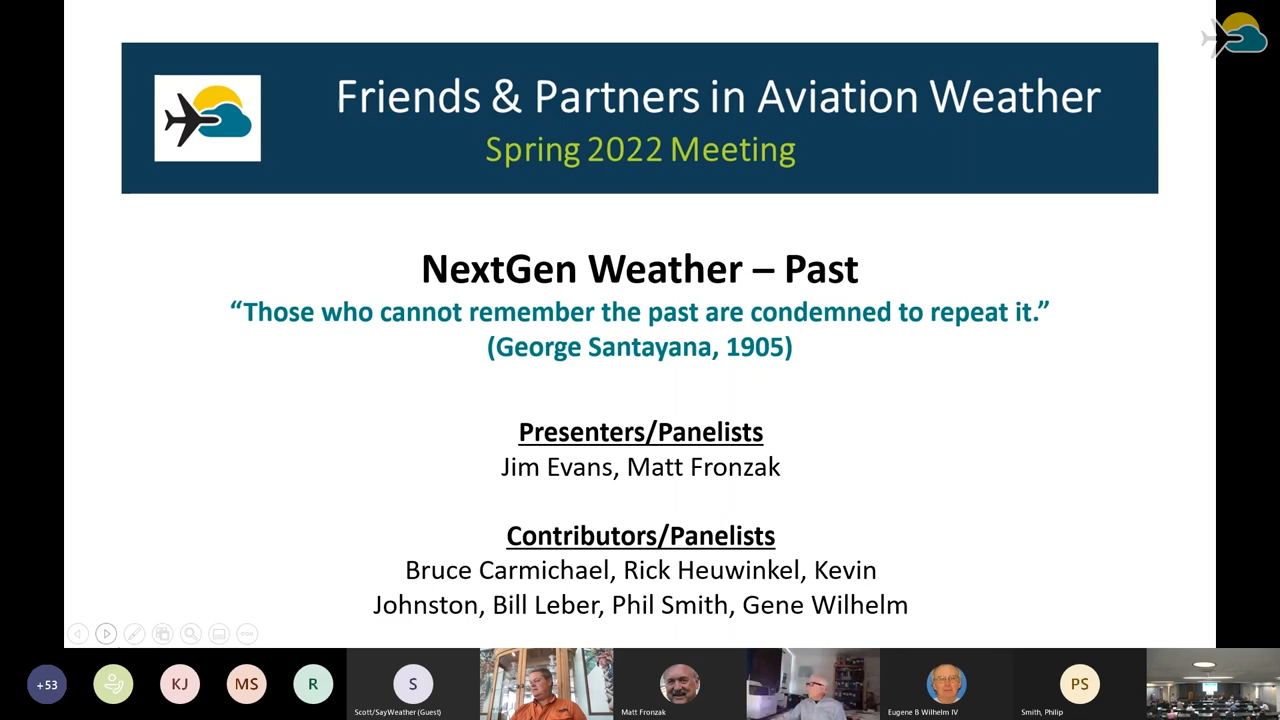 Friends & Partners in Aviation Weather
Spring 2022 Meeting
NextGen Weather – Past
“Those who cannot remember the past are condemned to repeat it.”
(George Santayana, 1905)
Presenters/Panelists
Jim Evans, Matt Fronzak
Contributors/Panelists
Bruce Carmichael, Rick Heuwinkel, Kevin
Johnston, Bill Leber, Phil Smith, Gene Wilhelm
+53
KJ
MS
R
S
PS
Scott/SayWeather (Guest)
Matt Fronzak
Eugene B Wilhelm IV
Smith, Philip